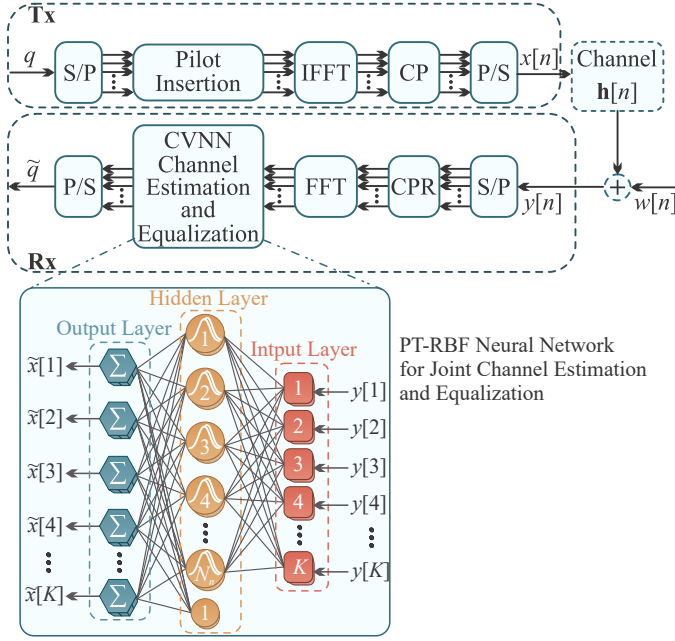 Tx
q
S/P
Pilot
Insertion
IFFT
CP
P/S
x[n]
Channel
h[n]
q̃
P/S
CVNN
Channel
Estimation
and
Equalization
FFT
CPR
S/P
y[n]
+
w[n]
Rx
Hidden Layer
Output Layer
Intput Layer
PT-RBF Neural Network
for Joint Channel Estimation
and Equalization
x̃[1] Σ 1 1 y[1]
x̃[2] Σ 2 2 y[2]
x̃[3] Σ 3 3 y[3]
x̃[4] Σ 4 4 y[4]
x̃[K] Σ Nn K y[K]
1